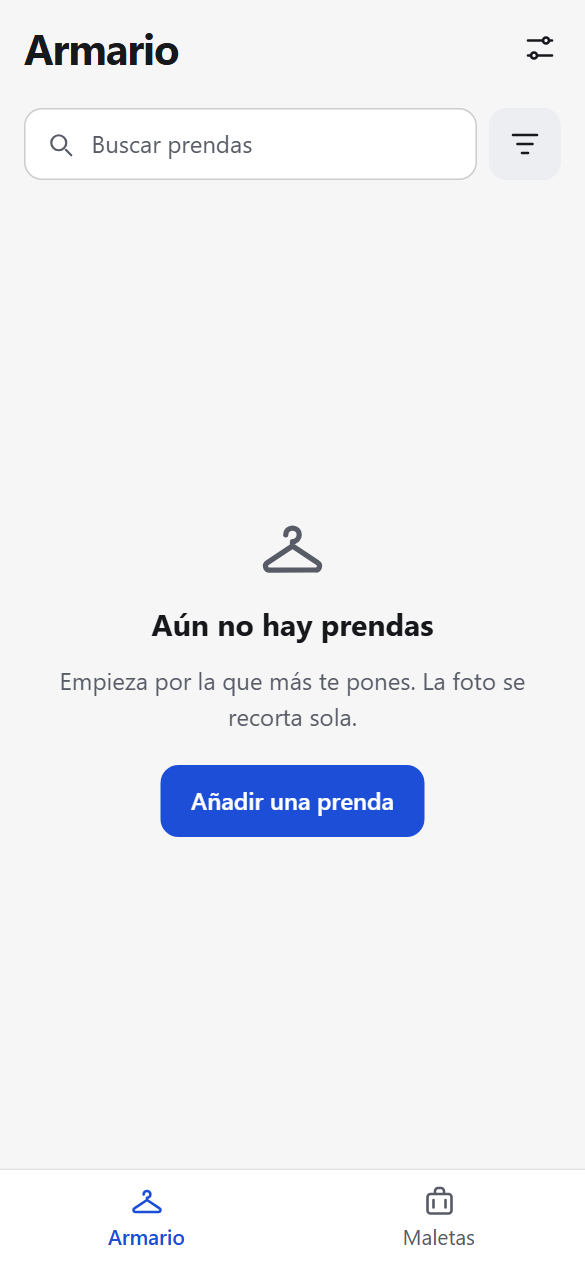 Armario
Buscar prendas
Aún no hay prendas
Empieza por la que más te pones. La foto se
recorta sola.
Añadir una prenda
Armario
Maletas